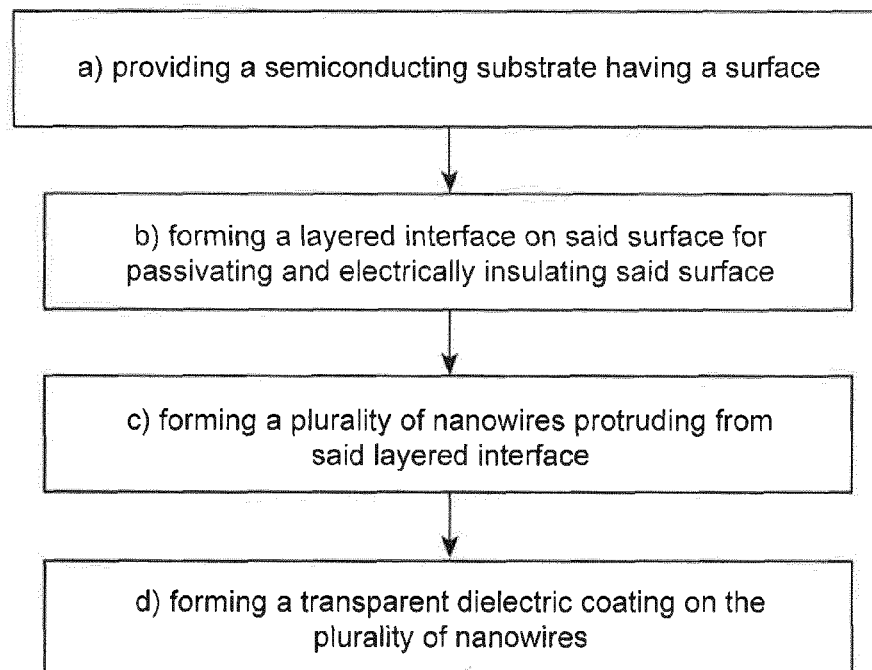 a) providing a semiconducting substrate having a surface
b) forming a layered interface on said surface for
passivating and electrically insulating said surface
c) forming a plurality of nanowires protruding from
said layered interface
d) forming a transparent dielectric coating on the
plurality of nanowires